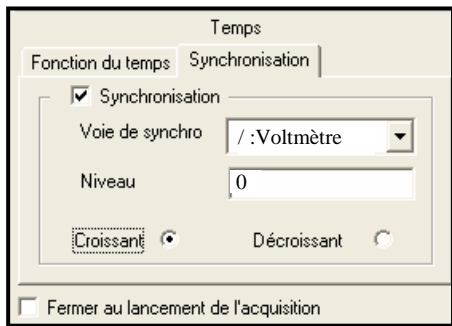 Temps
Fonction du temps Synchronisation
Synchronisation
Voie de synchro / :Voltmètre
Niveau 0
Croissant Décroissant
Fermer au lancement de l'acquisition